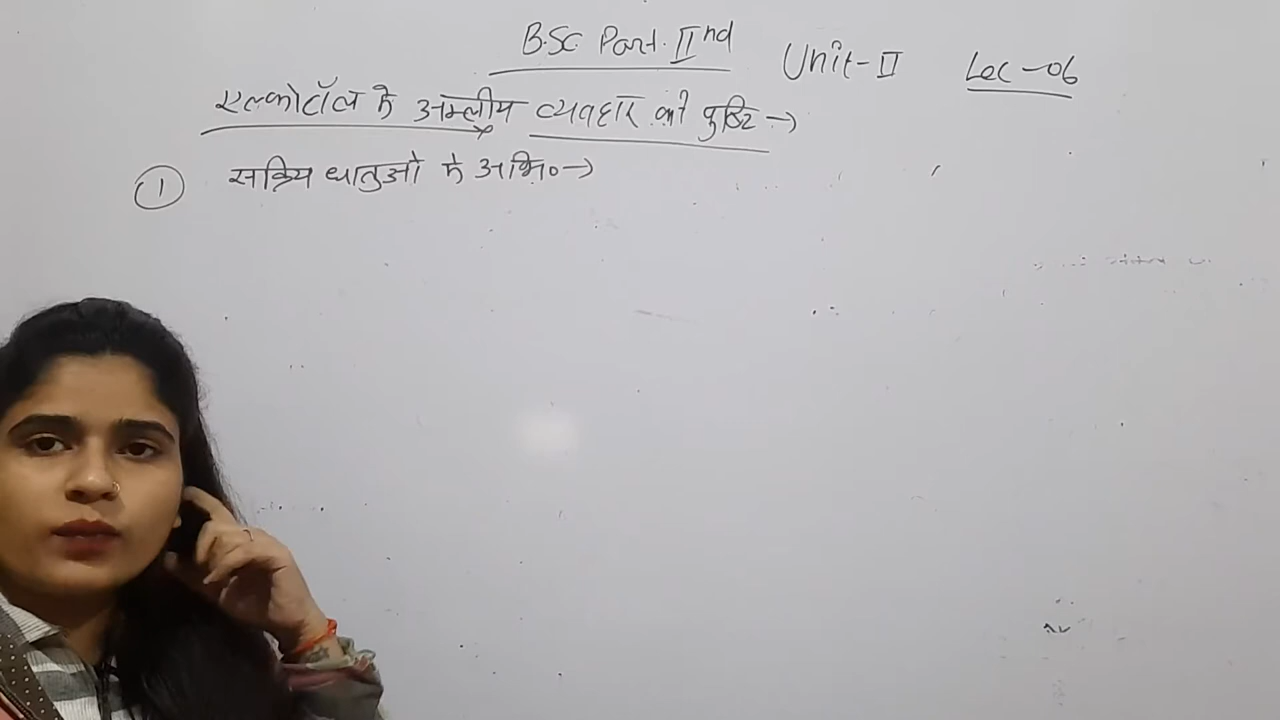 B.Sc Part. IInd Unit-II Lec-06
एल्कोहॉल के अम्लीय व्यवहार की पुष्टि →
① सक्रिय धातुओ से अभि० →